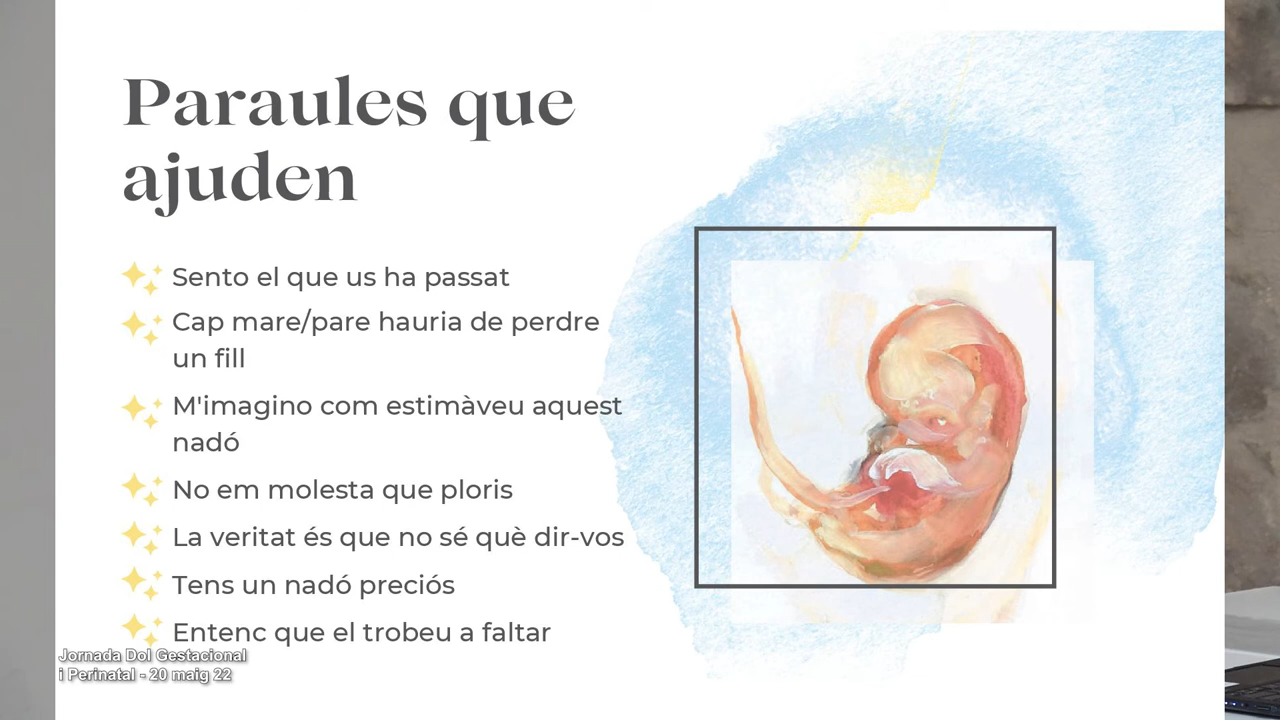 Paraules que
ajuden
Sento el que us ha passat
Cap mare/pare hauria de perdre
un fill
M'imagino com estimàveu aquest
nadó
No em molesta que ploris
La veritat és que no sé què dir-vos
Tens un nadó preciós
Entenc que el trobeu a faltar
Jornada Dol Gestacional
i Perinatal - 20 maig 22